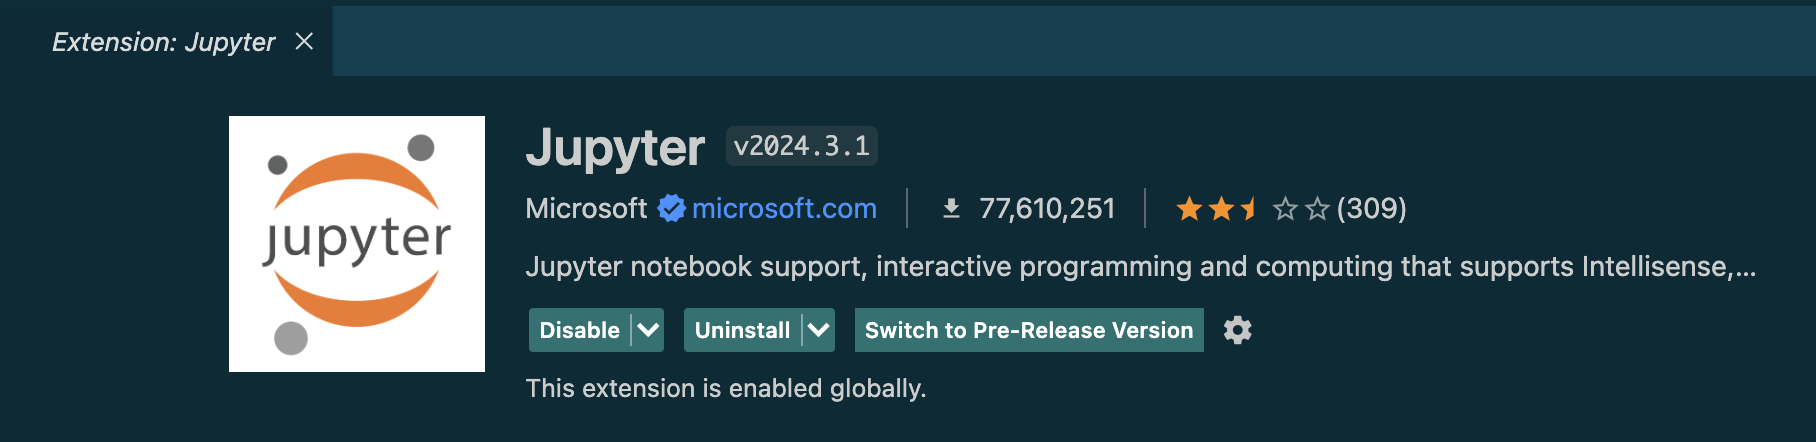 Extension: Jupyter
jupyter
Jupyter v2024.3.1
Microsoft microsoft.com 77,610,251 (309)
Jupyter notebook support, interactive programming and computing that supports Intellisense,...
Disable Uninstall Switch to Pre-Release Version
This extension is enabled globally.